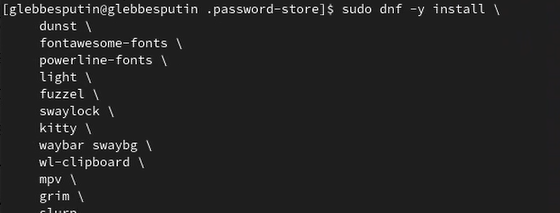 [glebbesputin@glebbesputin .password-store]$ sudo dnf -y install \
dunst \
fontawesome-fonts \
powerline-fonts \
light \
fuzzel \
swaylock \
kitty \
waybar swaybg \
wl-clipboard \
mpv \
grim \